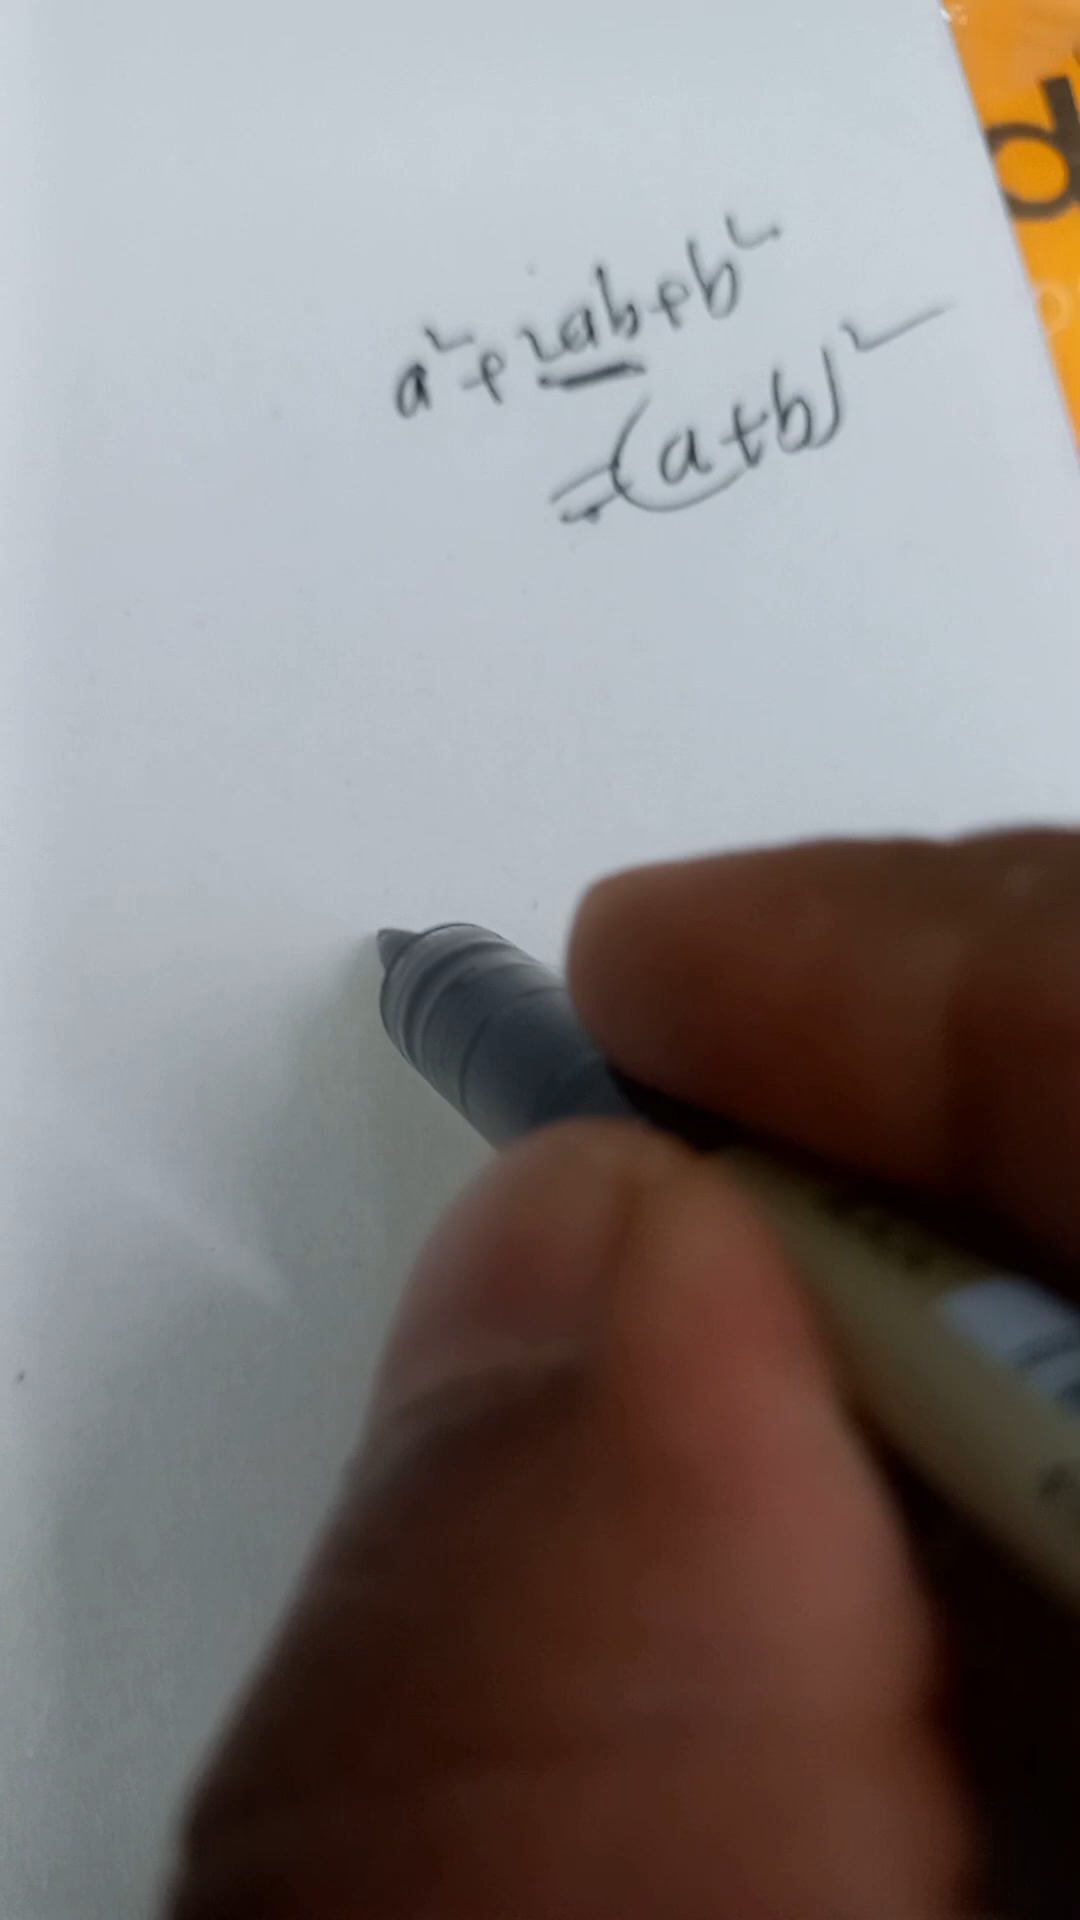 a²+2ab+b²
=(a+b)²
d